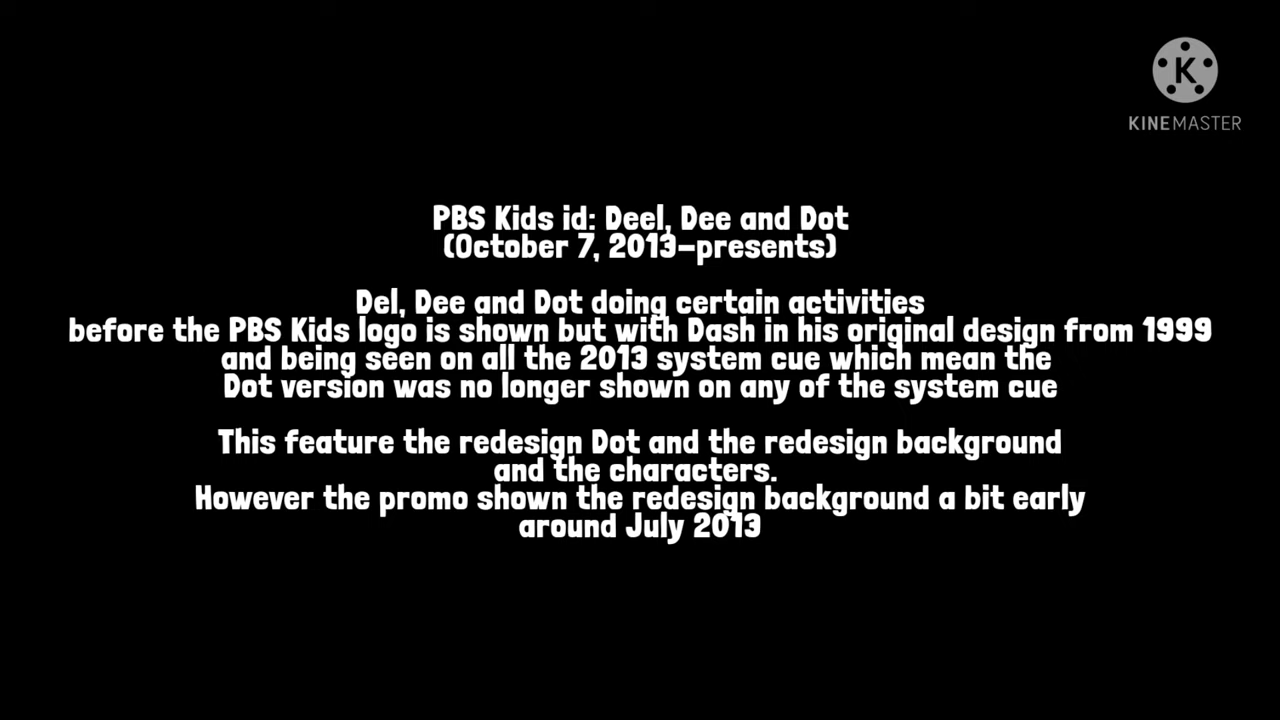 KINEMASTER
PBS Kids id: Deel, Dee and Dot
(October 7, 2013-presents)
Del, Dee and Dot doing certain activities
before the PBS Kids logo is shown but with Dash in his original design from 1999
and being seen on all the 2013 system cue which mean the
Dot version was no longer shown on any of the system cue
This feature the redesign Dot and the redesign background
and the characters.
However the promo shown the redesign background a bit early
around July 2013